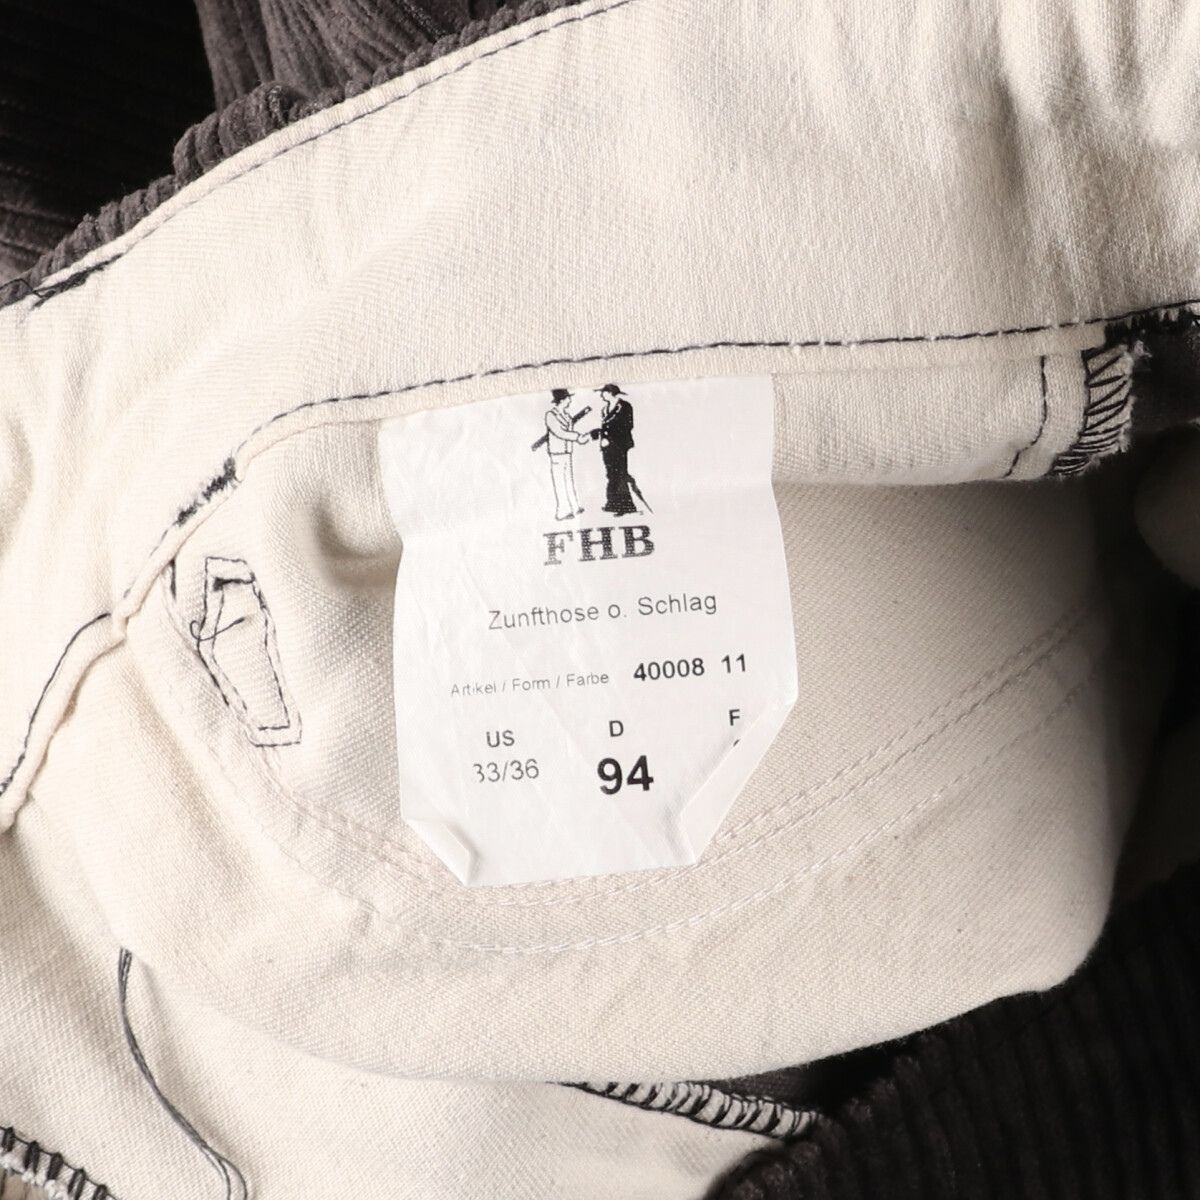 FHB
Zunfthose o. Schlag
Artikel / Form / Farbe 40008 11
US D F
33/36 94